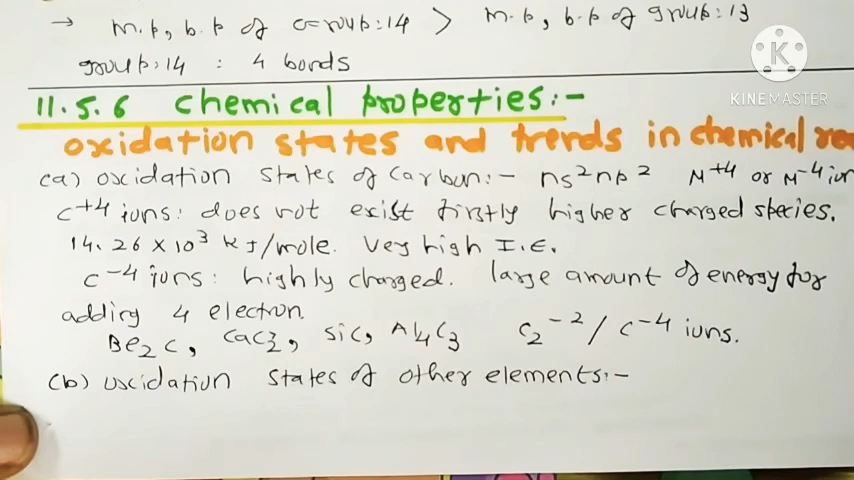 → m.p, b.p of Group:14 > m.p, b.p of group:13
group:14 : 4 bonds
KINEMASTER
11.5.6 chemical properties:-
oxidation states and trends in chemical rea
(a) oxidation states of Carbon:- ns²np² M⁺⁴ or M⁻⁴ ion
C⁺⁴ ions: does not exist firstly higher charged species.
14.26 × 10³ kJ/mole. Very high I.E.
C⁻⁴ ions: highly charged. large amount of energy for
adding 4 electron.
Be₂C, CaC₂, SiC, Al₄C₃ C₂⁻²/C⁻⁴ ions.
(b) oxidation states of other elements:-